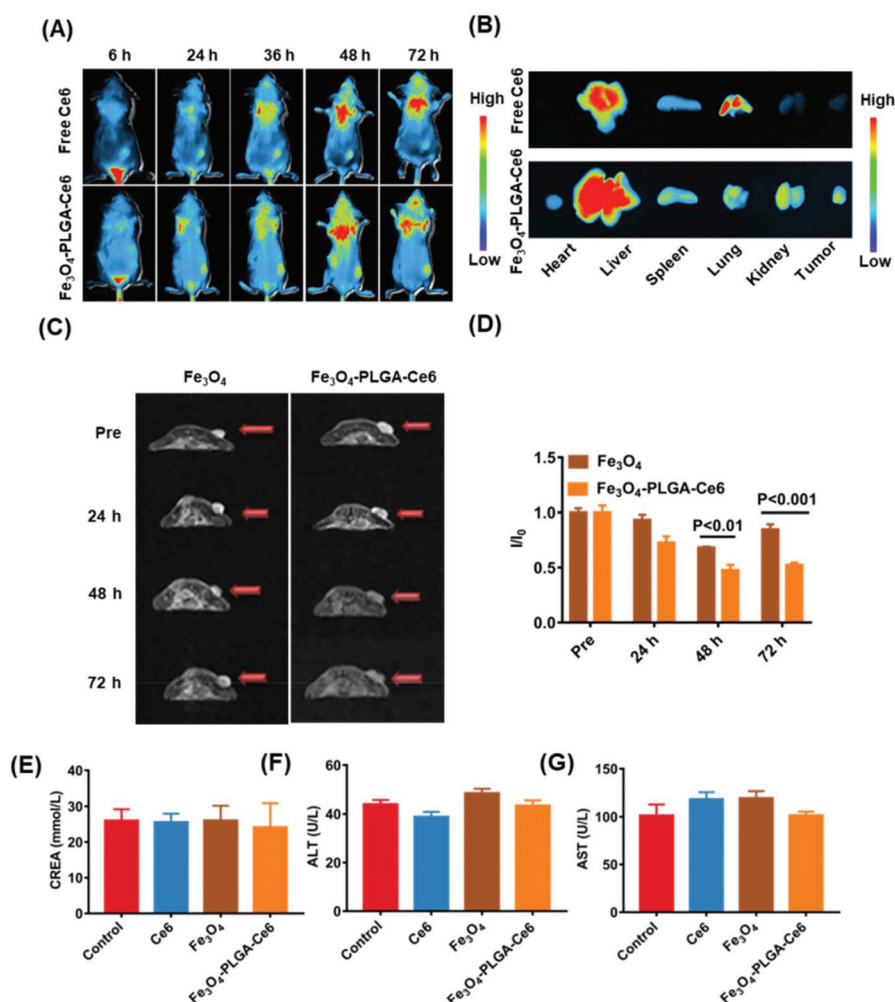 (A)
6 h 24 h 36 h 48 h 72 h
Free Ce6
Fe₃O₄-PLGA-Ce6
High
Low
(B)
Free Ce6
Fe₃O₄-PLGA-Ce6
Heart Liver Spleen Lung Kidney Tumor
High
Low
(C)
Fe₃O₄ Fe₃O₄-PLGA-Ce6
Pre
24 h
48 h
72 h
(D)
I/I₀
1.5
1.0
0.5
0.0
Fe₃O₄
Fe₃O₄-PLGA-Ce6
P<0.01
P<0.001
Pre 24 h 48 h 72 h
(E)
CREA (mmol/L)
40
30
20
10
0
Control Ce6 Fe₃O₄ Fe₃O₄-PLGA-Ce6
(F)
ALT (U/L)
60
40
20
0
Control Ce6 Fe₃O₄ Fe₃O₄-PLGA-Ce6
(G)
AST (U/L)
150
100
50
0
Control Ce6 Fe₃O₄ Fe₃O₄-PLGA-Ce6